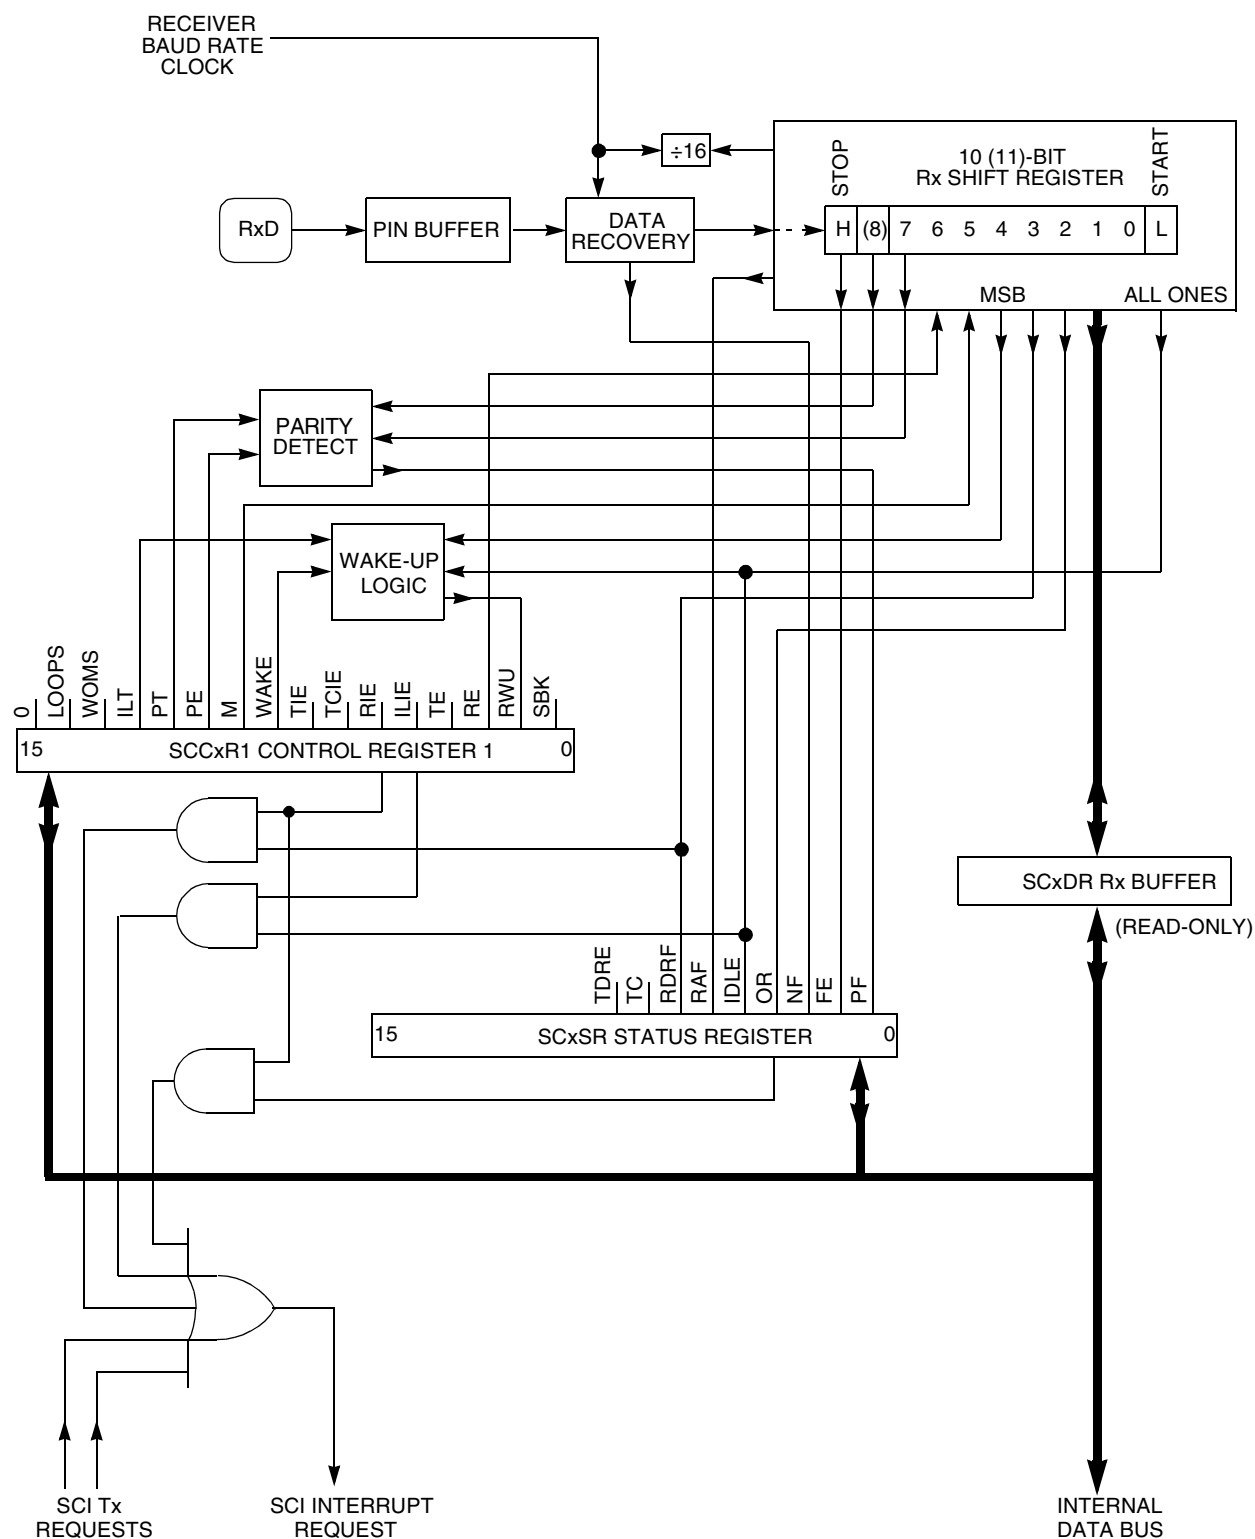 RECEIVER
BAUD RATE
CLOCK
÷16
STOP
10 (11)-BIT
Rx SHIFT REGISTER
START
RxD
PIN BUFFER
DATA
RECOVERY
H (8) 7 6 5 4 3 2 1 0 L
MSB
ALL ONES
PARITY
DETECT
WAKE-UP
LOGIC
0
LOOPS
WOMS
ILT
PT
PE
M
WAKE
TIE
TCIE
RIE
ILIE
TE
RE
RWU
SBK
15 SCCxR1 CONTROL REGISTER 1 0
SCxDR Rx BUFFER
(READ-ONLY)
TDRE
TC
RDRF
RAF
IDLE
OR
NF
FE
PF
15 SCxSR STATUS REGISTER 0
SCI Tx
REQUESTS
SCI INTERRUPT
REQUEST
INTERNAL
DATA BUS